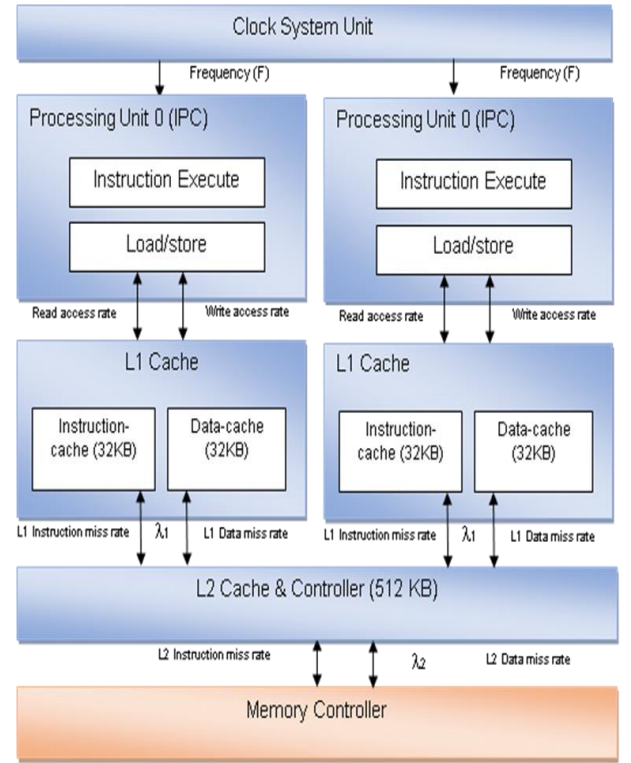 Clock System Unit
Frequency (F)
Frequency (F)
Processing Unit 0 (IPC)
Instruction Execute
Load/store
Processing Unit 0 (IPC)
Instruction Execute
Load/store
Read access rate
Write access rate
Read access rate
Write access rate
L1 Cache
Instruction-
cache (32KB)
Data-cache
(32KB)
L1 Cache
Instruction-
cache (32KB)
Data-cache
(32KB)
L1 Instruction miss rate
λ1
L1 Data miss rate
L1 Instruction miss rate
λ1
L1 Data miss rate
L2 Cache & Controller (512 KB)
L2 Instruction miss rate
λ2
L2 Data miss rate
Memory Controller